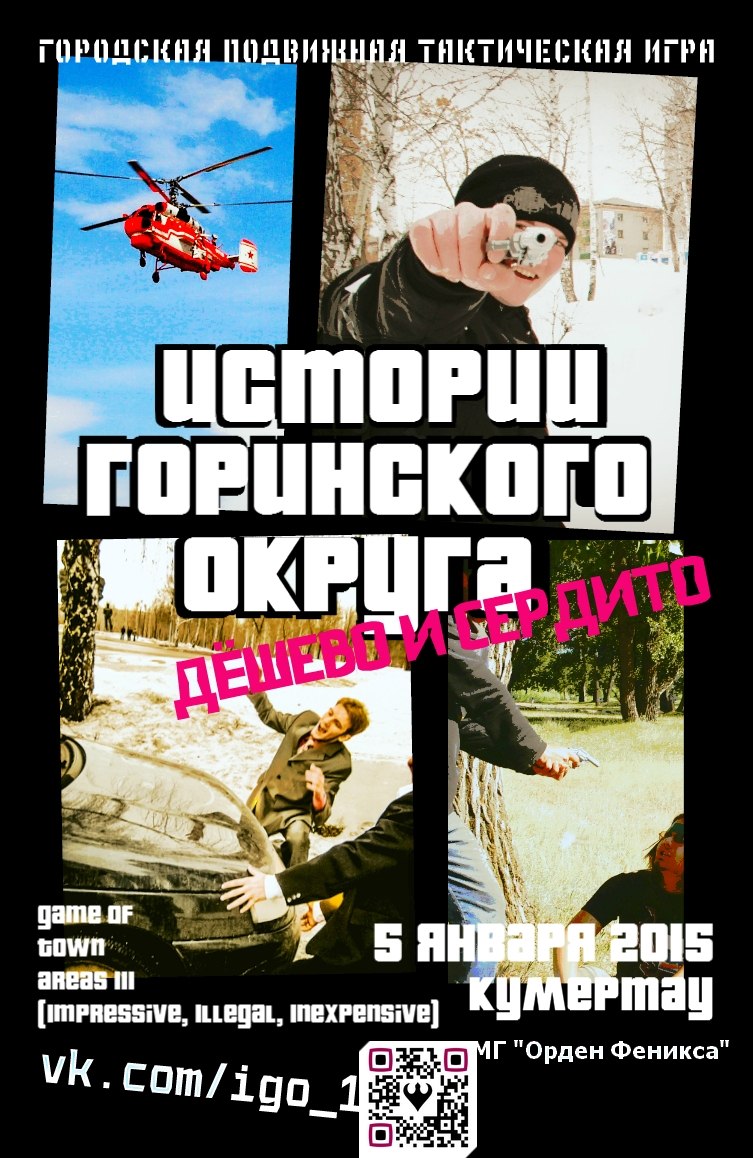 ГОРОДСКАЯ ПОДВИЖНАЯ ТАКТИЧЕСКАЯ ИГРА
ИСТОРИИ
ГОРИНСКОГО
ОКРУГА
ДЁШЕВО И СЕРДИТО
GAME OF
TOWN
AREAS III
(IMPRESSIVE, ILLEGAL, INEXPENSIVE)
5 ЯНВАРЯ 2015
КУМЕРТАУ
vk.com/igo_1
МГ "Орден Феникса"